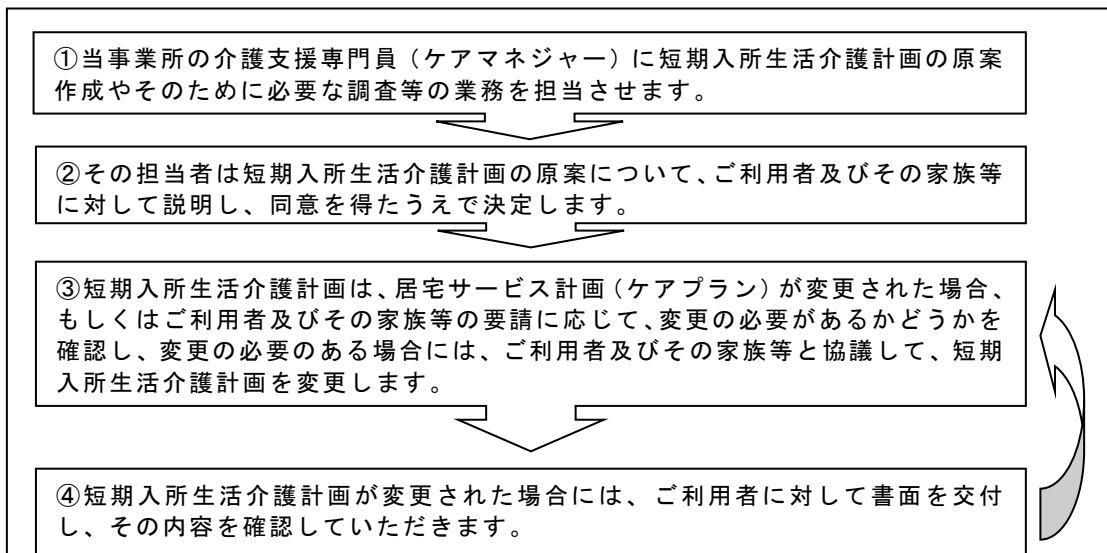 ①当事業所の介護支援専門員（ケアマネジャー）に短期入所生活介護計画の原案
作成やそのために必要な調査等の業務を担当させます。
②その担当者は短期入所生活介護計画の原案について、ご利用者及びその家族等
に対して説明し、同意を得たうえで決定します。
③短期入所生活介護計画は、居宅サービス計画（ケアプラン）が変更された場合、
もしくはご利用者及びその家族等の要請に応じて、変更の必要があるかどうかを
確認し、変更の必要のある場合には、ご利用者及びその家族等と協議して、短期
入所生活介護計画を変更します。
④短期入所生活介護計画が変更された場合には、ご利用者に対して書面を交付
し、その内容を確認していただきます。